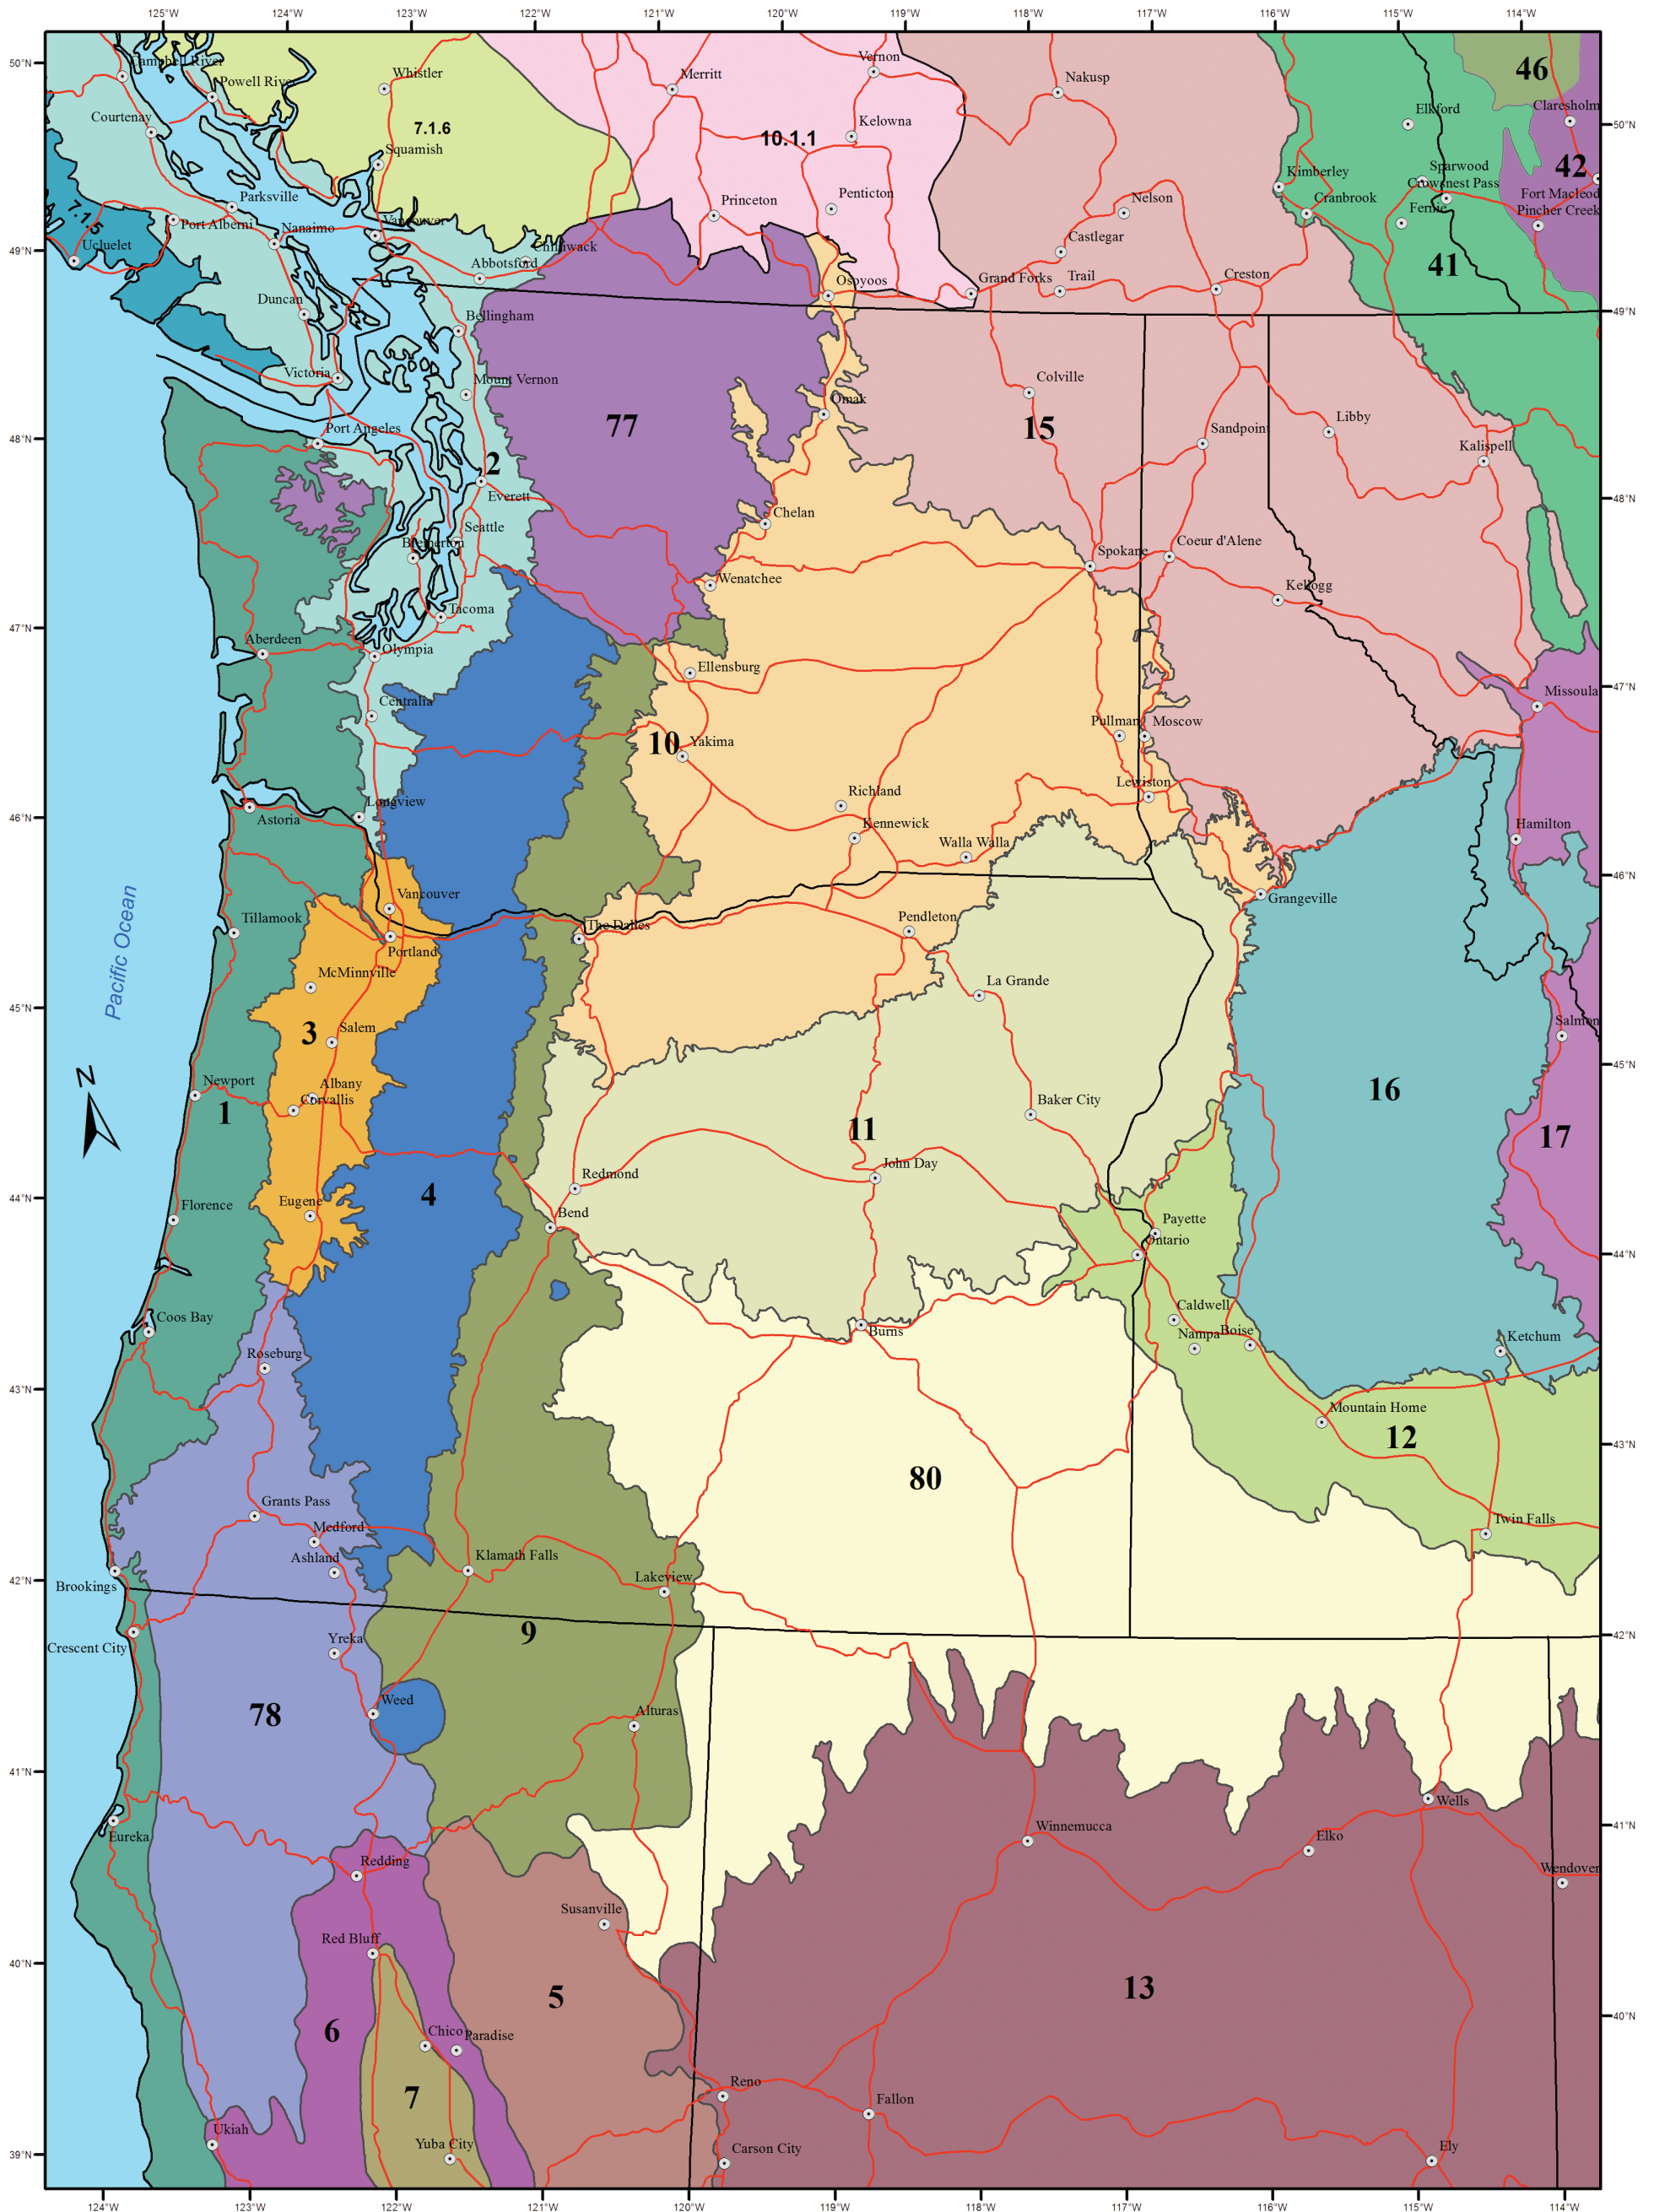 125°W 124°W 123°W 122°W 121°W 120°W 119°W 118°W 117°W 116°W 115°W 114°W
50°N
Campbell River
Powell River
Whistler
Merritt
Vernon
Nakusp
46
Elkford
Claresholm
50°N
Courtenay
7.1.6
10.1.1
Kelowna
Squamish
Kimberley
Sparwood
42
Crowsnest Pass
Parksville
Princeton
Penticton
Nelson
Cranbrook
Fernie
Fort Macleod
Pincher Creek
7.1.5
Port Alberni
Nanaimo
Vancouver
Castlegar
49°N
Ucluelet
Chilliwack
Abbotsford
Osoyoos
Grand Forks
Trail
Creston
41
Duncan
Bellingham
49°N
Victoria
Mount Vernon
Colville
77
Omak
15
Libby
48°N
Port Angeles
Sandpoint
Kalispell
2
Everett
48°N
Chelan
Seattle
Bremerton
Spokane
Coeur d'Alene
Wenatchee
Kellogg
Tacoma
47°N
Aberdeen
Olympia
Ellensburg
47°N
Missoula
Centralia
Pullman
Moscow
10
Yakima
Lewiston
Richland
Longview
46°N
Astoria
Kennewick
Hamilton
Walla Walla
46°N
Vancouver
Grangeville
Pacific Ocean
Tillamook
The Dalles
Pendleton
Portland
McMinnville
La Grande
45°N
3
Salem
Salmon
45°N
N
Newport
Albany
Corvallis
1
Baker City
16
11
17
John Day
Redmond
44°N
4
Eugene
Florence
Bend
Payette
Ontario
44°N
Coos Bay
Caldwell
Burns
Nampa
Boise
Ketchum
Roseburg
43°N
Mountain Home
12
43°N
80
Grants Pass
Twin Falls
Medford
Ashland
Klamath Falls
42°N
Brookings
Lakeview
9
42°N
Crescent City
Yreka
78
Weed
Alturas
41°N
Wells
Eureka
Winnemucca
Elko
41°N
Redding
Wendover
Susanville
Red Bluff
40°N
13
5
40°N
6
Chico
Paradise
7
Reno
Fallon
Ukiah
Yuba City
Carson City
Ely
39°N
39°N
124°W 123°W 122°W 121°W 120°W 119°W 118°W 117°W 116°W 115°W 114°W